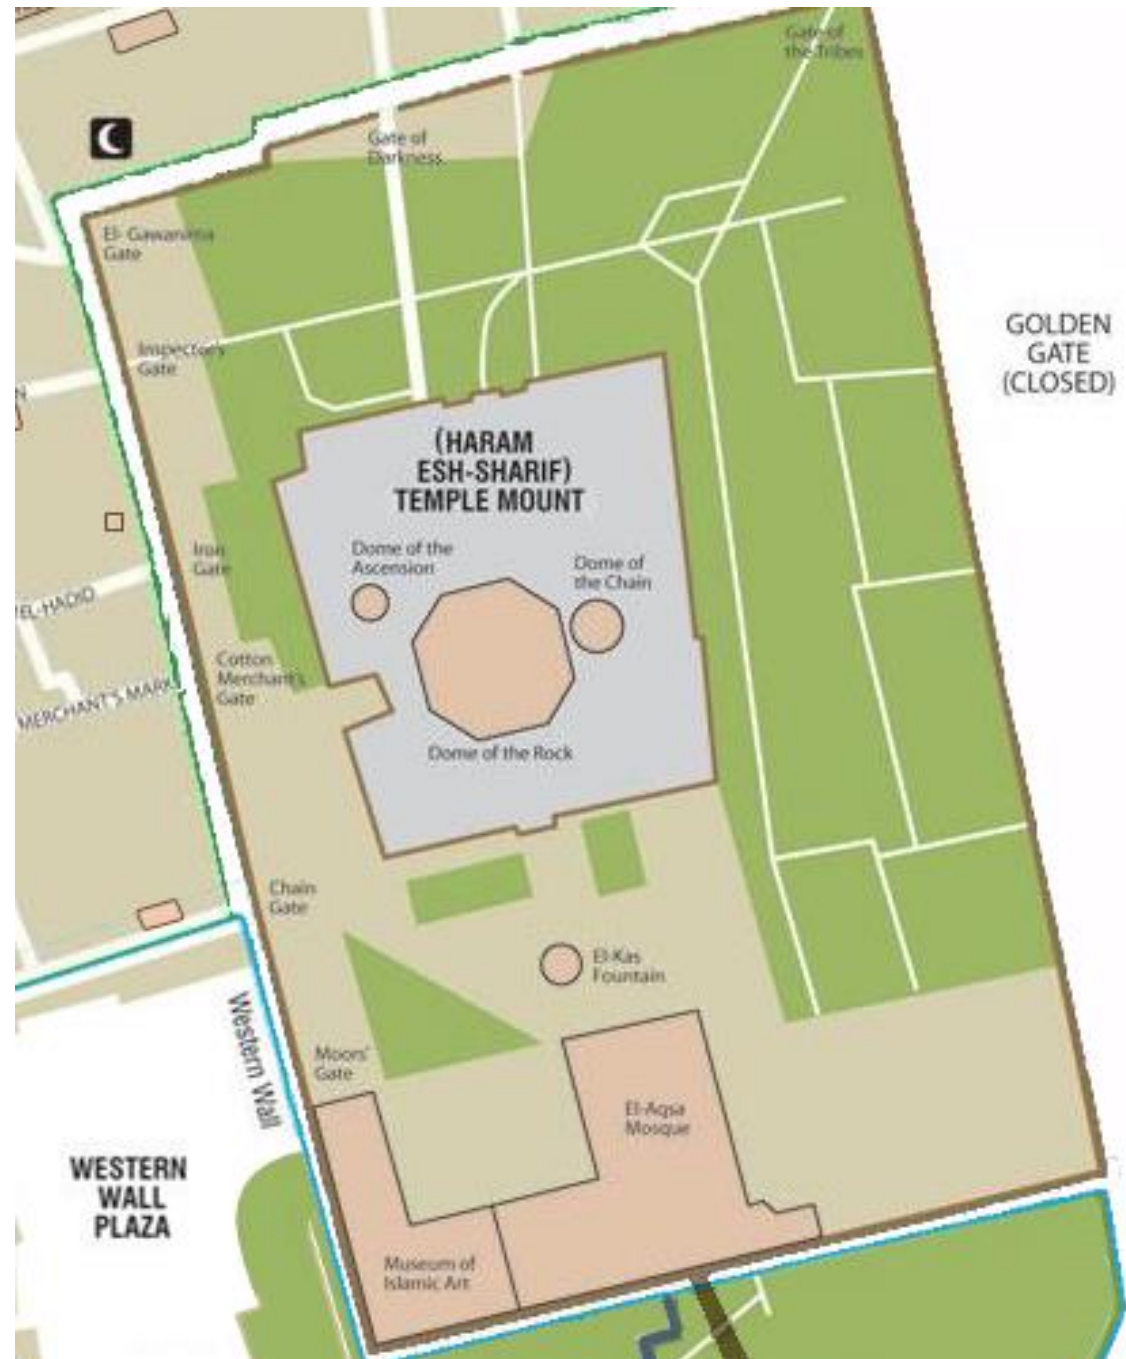 Gate of
the Tribes
Gate of
Darkness
El- Gawanima
Gate
GOLDEN
GATE
(CLOSED)
Inspector's
Gate
N
(HARAM
ESH-SHARIF)
TEMPLE MOUNT
Dome of the
Ascension
Dome of
the Chain
Iron
Gate
EL-HADID
Cotton
Merchant's
Gate
MERCHANT'S MARK
Dome of the Rock
Chain
Gate
El-Kas
Fountain
Western Wall
Moors'
Gate
El-Aqsa
Mosque
WESTERN
WALL
PLAZA
Museum of
Islamic Art